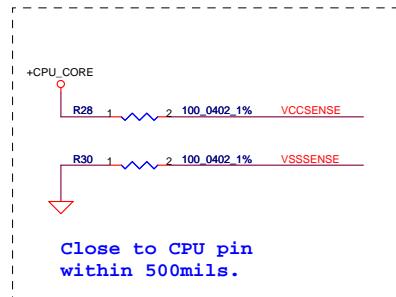 +CPU_CORE
R28 1 2 100_0402_1% VCCSENSE
R30 1 2 100_0402_1% VSSSENSE
Close to CPU pin
within 500mils.